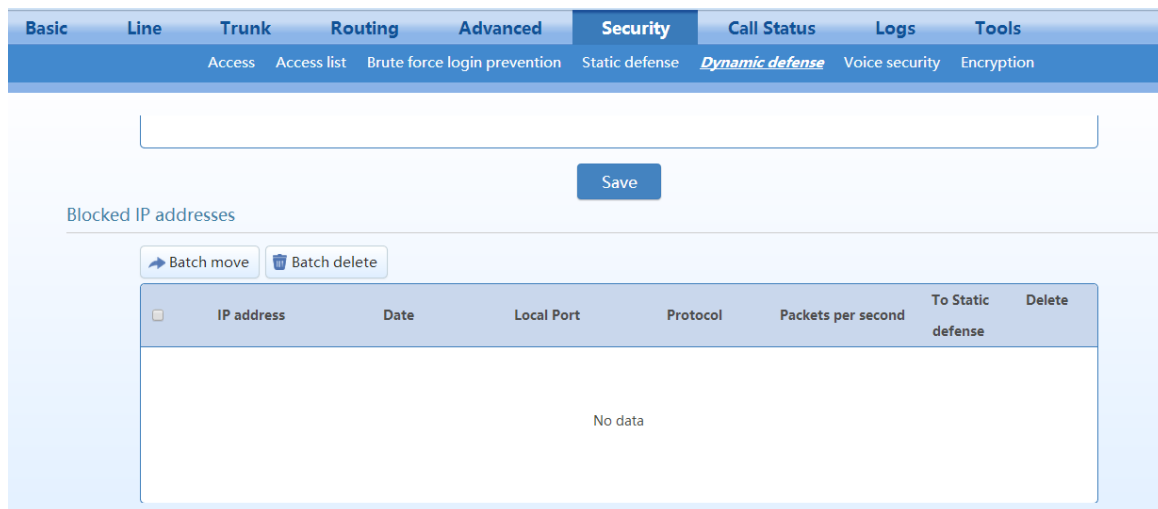 Basic Line Trunk Routing Advanced Security Call Status Logs Tools
Access Access list Brute force login prevention Static defense Dynamic defense Voice security Encryption
Save
Blocked IP addresses
Batch move Batch delete
IP address Date Local Port Protocol Packets per second To Static defense Delete
No data